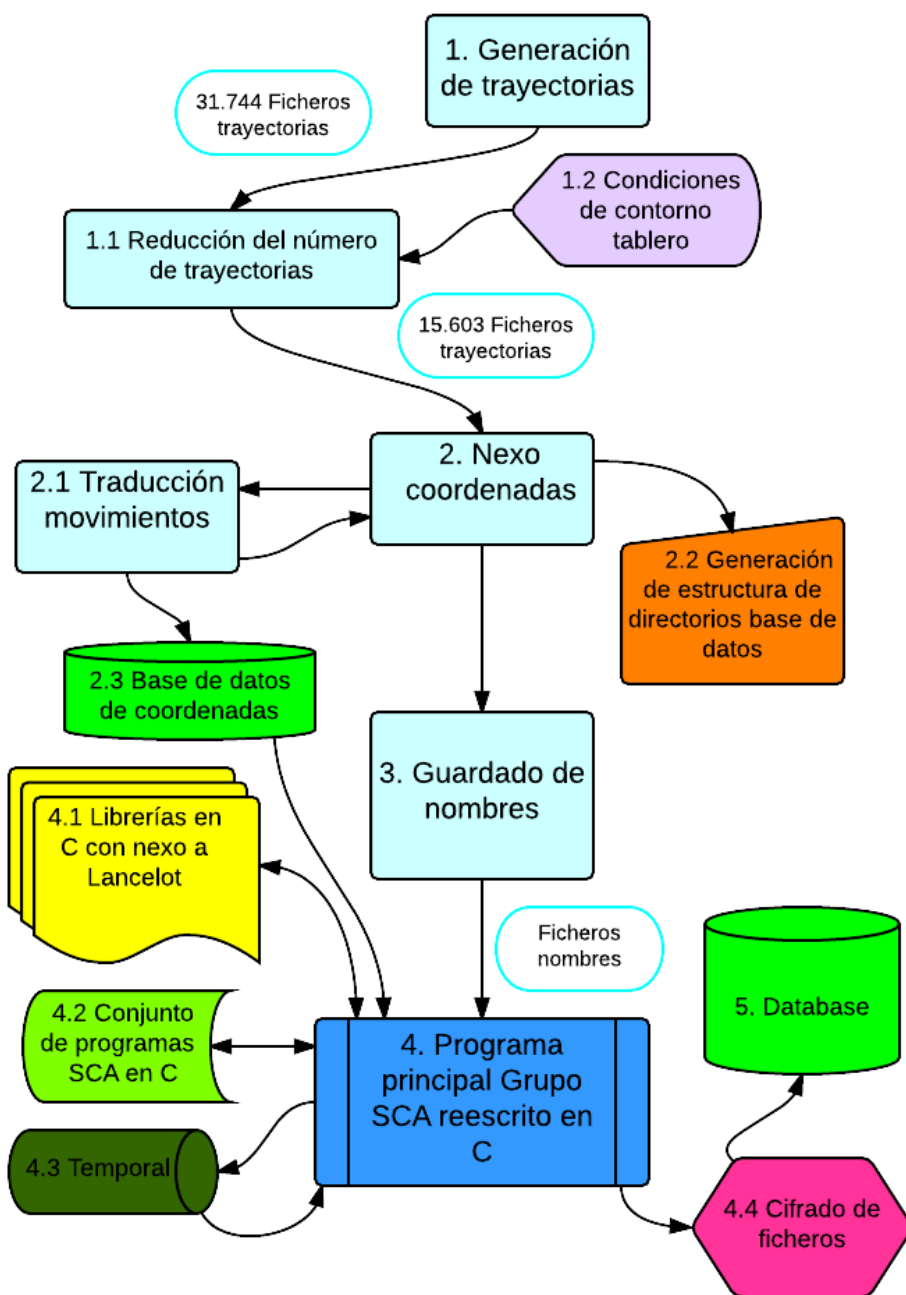 1. Generación
de trayectorias
31.744 Ficheros
trayectorias
1.2 Condiciones
de contorno
tablero
1.1 Reducción del número
de trayectorias
15.603 Ficheros
trayectorias
2. Nexo
coordenadas
2.1 Traducción
movimientos
2.2 Generación
de estructura de
directorios base de
datos
2.3 Base de datos
de coordenadas
3. Guardado de
nombres
4.1 Librerías en
C con nexo a
Lancelot
Ficheros
nombres
5. Database
4.2 Conjunto
de programas
SCA en C
4. Programa
principal Grupo
SCA reescrito en
C
4.3 Temporal
4.4 Cifrado de
ficheros